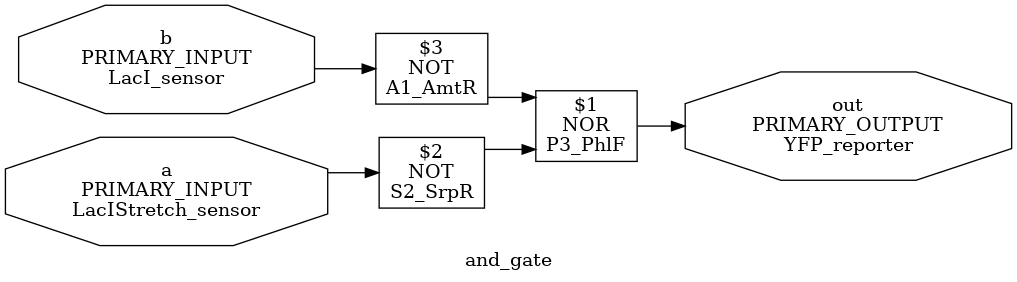 b
PRIMARY_INPUT
LacI_sensor
$3
NOT
A1_AmtR
a
PRIMARY_INPUT
LacIStretch_sensor
$2
NOT
S2_SrpR
$1
NOR
P3_PhlF
out
PRIMARY_OUTPUT
YFP_reporter
and_gate